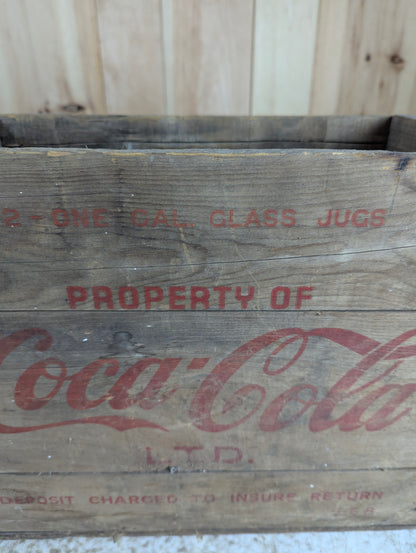 2-ONE GAL. GLASS JUGS
PROPERTY OF
Coca-Cola
LTD.
DEPOSIT CHARGED TO INSURE RETURN